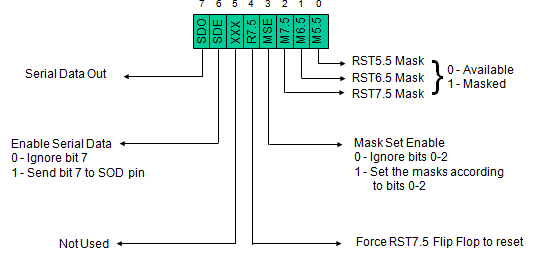 7 6 5 4 3 2 1 0
SDO SDE XXX R7.5 MSE M7.5 M6.5 M5.5
Serial Data Out
RST5.5 Mask
RST6.5 Mask
RST7.5 Mask
0 - Available
1 - Masked
Enable Serial Data
0 - Ignore bit 7
1 - Send bit 7 to SOD pin
Mask Set Enable
0 - Ignore bits 0-2
1 - Set the masks according
to bits 0-2
Not Used
Force RST7.5 Flip Flop to reset